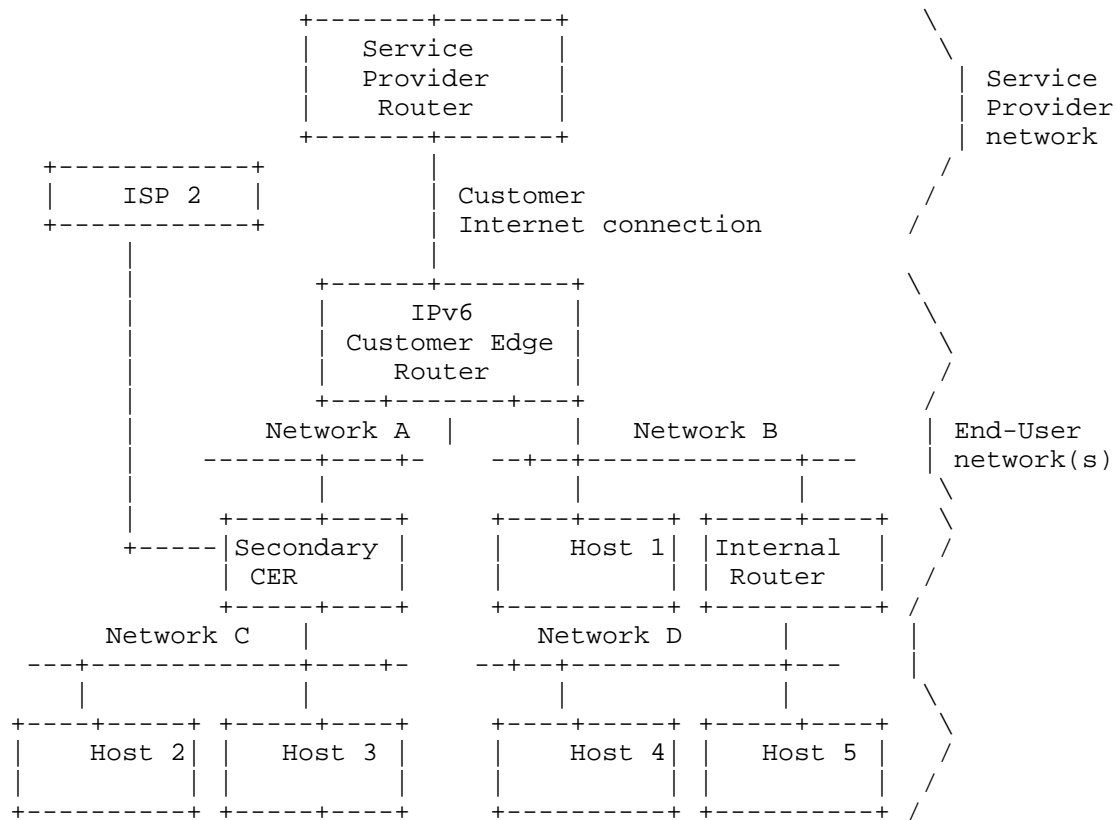 Service
Provider
Router
Service
Provider
network
ISP 2
Customer
Internet connection
IPv6
Customer Edge
Router
Network A
Network B
End-User
network(s)
Secondary
CER
Host 1
Internal
Router
Network C
Network D
Host 2
Host 3
Host 4
Host 5